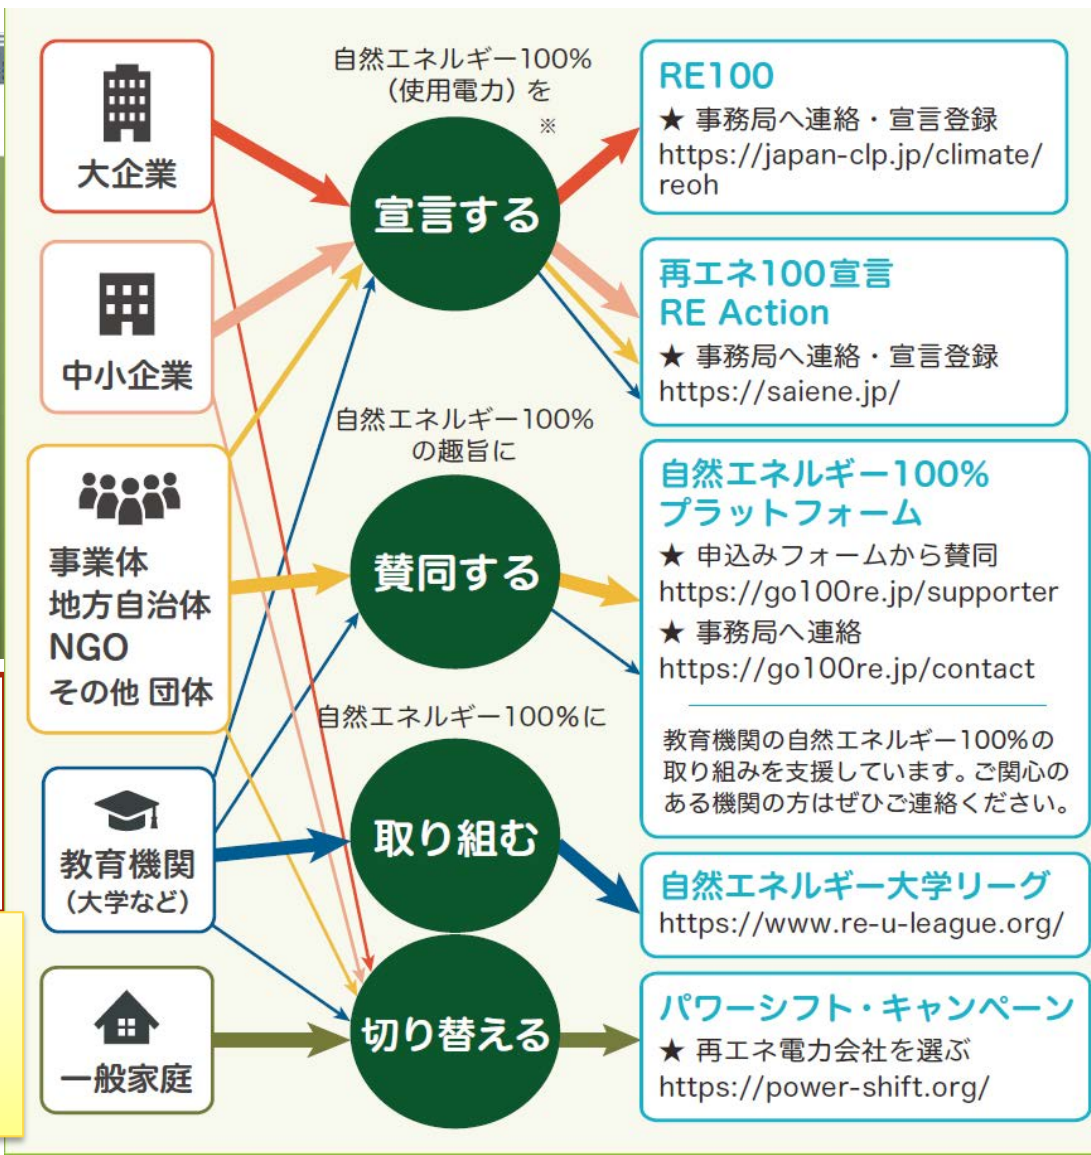 大企業
中小企業
事業体
地方自治体
NGO
その他 団体
教育機関
（大学など）
一般家庭
自然エネルギー100%
（使用電力）を
※
宣言する
自然エネルギー100%
の趣旨に
賛同する
自然エネルギー100%に
取り組む
切り替える
RE100
★ 事務局へ連絡・宣言登録
https://japan-clp.jp/climate/
reoh
再エネ100宣言
RE Action
★ 事務局へ連絡・宣言登録
https://saiene.jp/
自然エネルギー100%
プラットフォーム
★ 申込みフォームから賛同
https://go100re.jp/supporter
★ 事務局へ連絡
https://go100re.jp/contact
教育機関の自然エネルギー100%の
取り組みを支援しています。ご関心の
ある機関の方はぜひご連絡ください。
自然エネルギー大学リーグ
https://www.re-u-league.org/
パワーシフト・キャンペーン
★ 再エネ電力会社を選ぶ
https://power-shift.org/